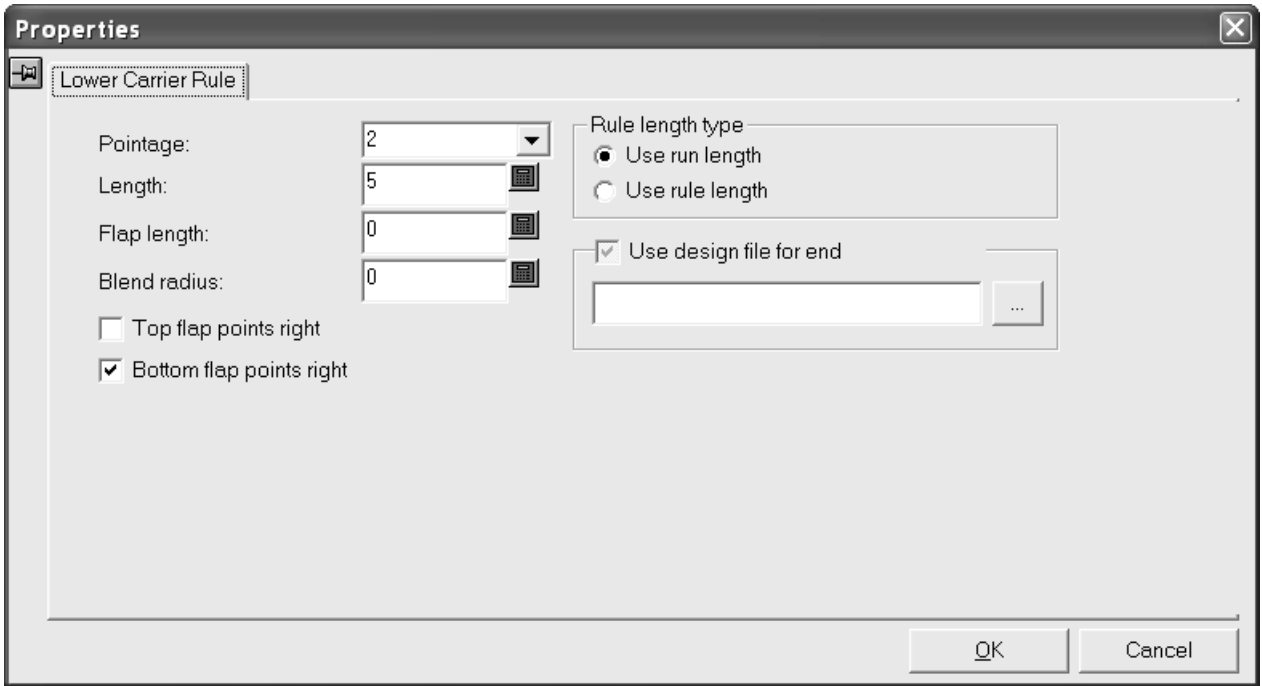 Properties
Lower Carrier Rule
Pointage:
2
Length:
5
Flap length:
0
Blend radius:
0
Top flap points right
Bottom flap points right
Rule length type
Use run length
Use rule length
Use design file for end
...
OK
Cancel